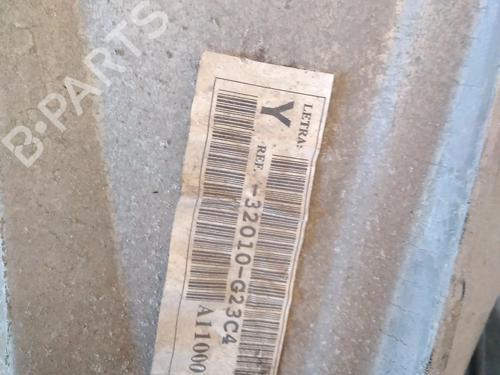 B-PARTS
LETRA:
Y
REF.
-32010-G23C4
A11000